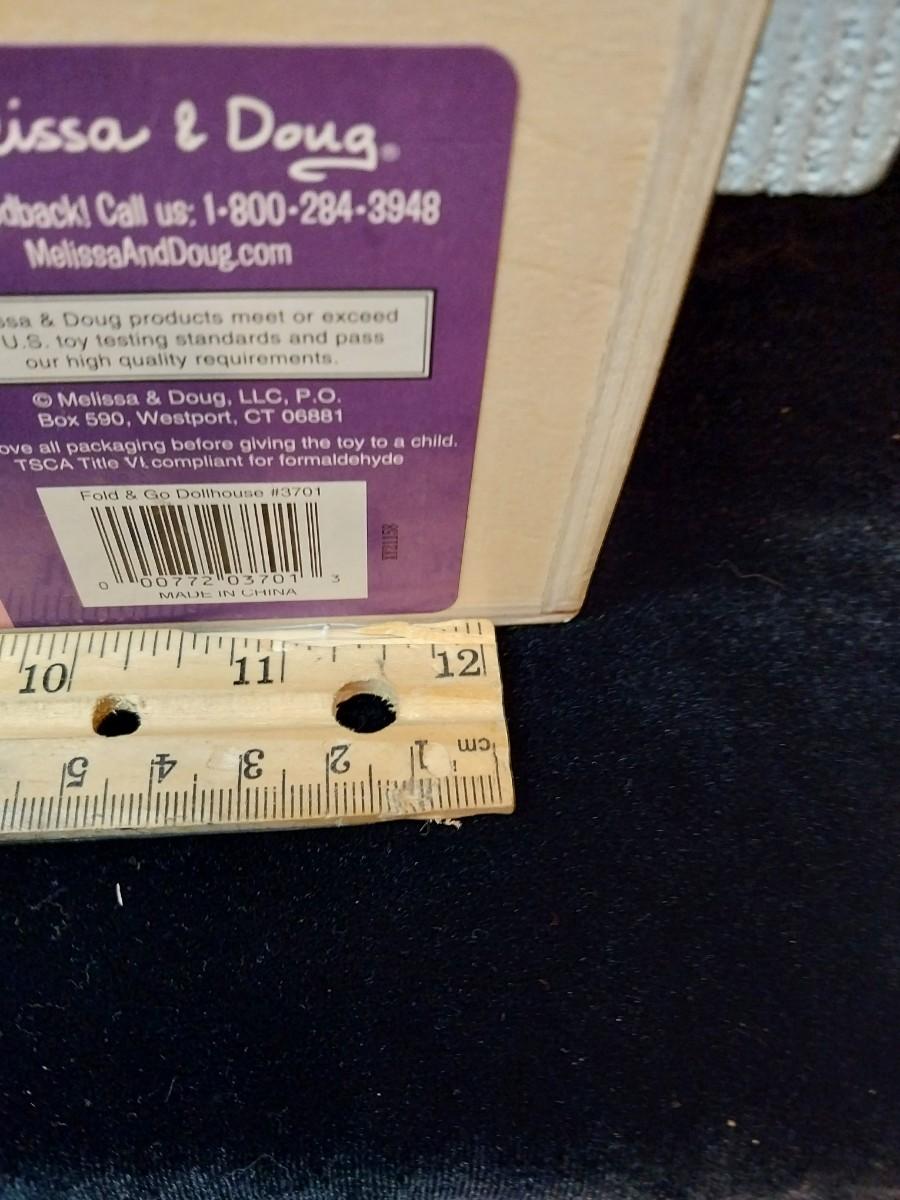 issa & Doug®
dback! Call us: 1-800-284-3948
MelissaAndDoug.com
ssa & Doug products meet or exceed
U.S. toy testing standards and pass
our high quality requirements.
© Melissa & Doug, LLC, P.O.
Box 590, Westport, CT 06881
ove all packaging before giving the toy to a child.
TSCA Title VI compliant for formaldehyde
Fold & Go Dollhouse #3701
0 00772 03701 3
MADE IN CHINA
10 11 12
5 4 3 2 1 cm